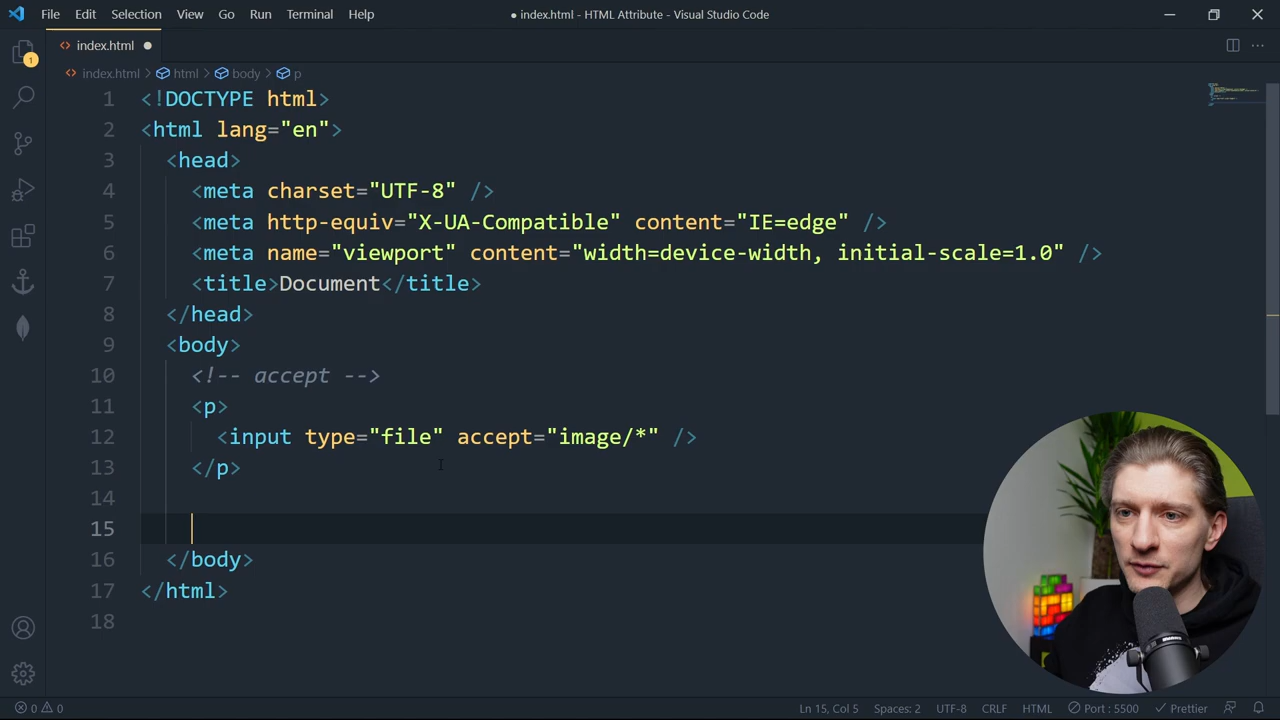 File Edit Selection View Go Run Terminal Help
● index.html - HTML Attribute - Visual Studio Code
<> index.html ●
<> index.html > html > body > p
1 <!DOCTYPE html>
2 <html lang="en">
3 <head>
4 <meta charset="UTF-8" />
5 <meta http-equiv="X-UA-Compatible" content="IE=edge" />
6 <meta name="viewport" content="width=device-width, initial-scale=1.0" />
7 <title>Document</title>
8 </head>
9 <body>
10 <!-- accept -->
11 <p>
12 <input type="file" accept="image/*" />
13 </p>
14
15
16 </body>
17 </html>
18
1
0 0 Ln 15, Col 5 Spaces: 2 UTF-8 CRLF HTML Port : 5500 Prettier